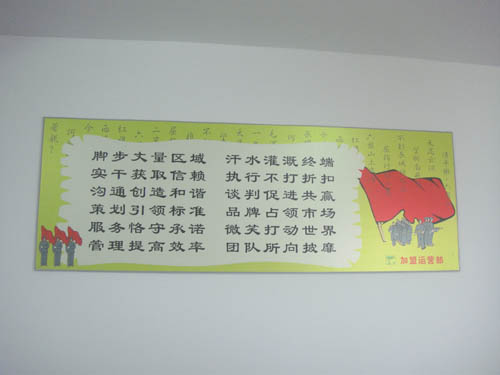 脚步丈量区域
实干获取信赖
沟通创造和谐
策划引领标准
服务恪守承诺
管理提高效率
汗水灌溉终端
执行不打折扣
谈判促进共赢
品牌占领市场
微笑打动世界
团队所向披靡
加盟运营部